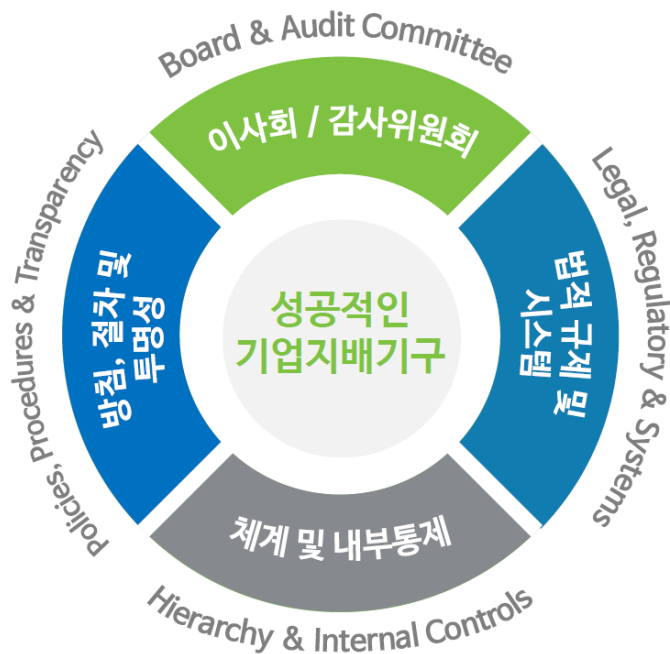 Board & Audit Committee
이사회 / 감사위원회
Legal, Regulatory & Systems
법적 규제 및
시스템
Hierarchy & Internal Controls
체계 및 내부통제
Policies, Procedures & Transparency
방침, 절차 및
투명성
성공적인
기업지배기구